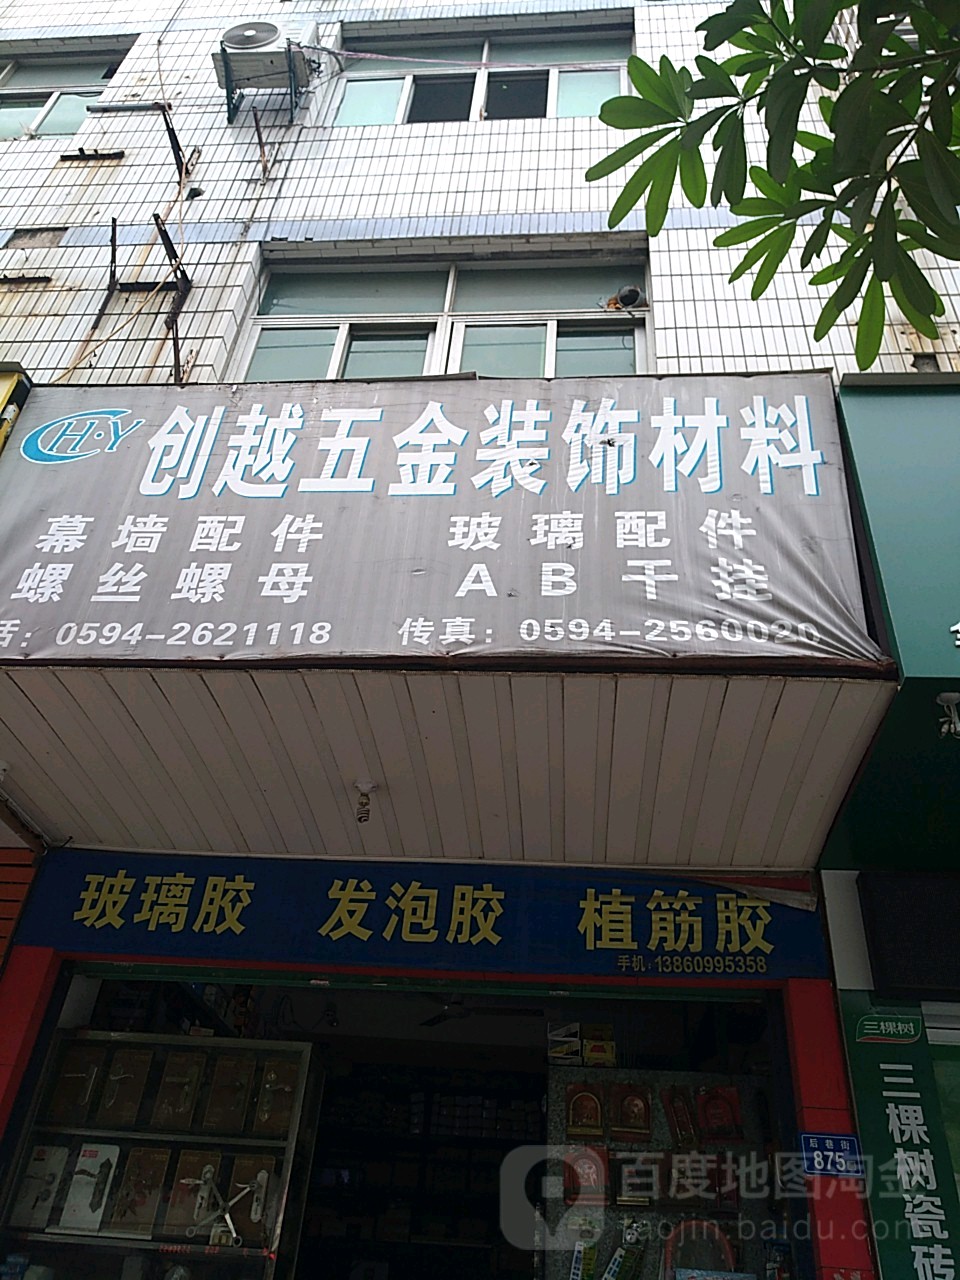 CH·Y 创越五金装饰材料
幕墙配件 玻璃配件
螺丝螺母 AB干挂
话：0594-2621118 传真：0594-2560020
玻璃胶 发泡胶 植筋胶
手机：13860995358
三棵树
三棵树瓷砖
后巷街
875
百度地图淘金
taojin.baidu.com